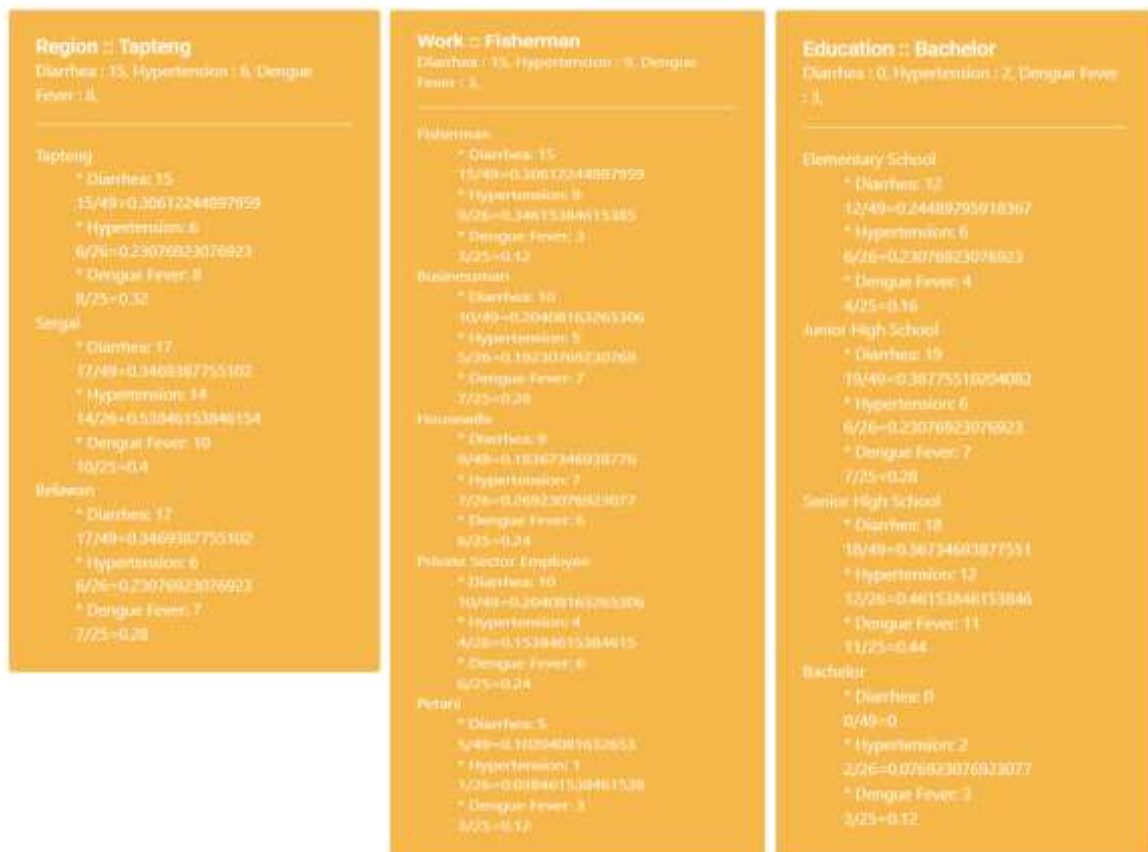 Region :: Tapteng
Diarrhea : 15, Hypertension : 6, Dengue
Fever : 8,
Tapteng
* Diarrhea: 15
15/49=0.30612244897959
* Hypertension: 6
6/26=0.23076923076923
* Dengue Fever: 8
8/25=0.32
Sergai
* Diarrhea: 17
17/49=0.3469387755102
* Hypertension: 14
14/26=0.53846153846154
* Dengue Fever: 10
10/25=0.4
Belawan
* Diarrhea: 17
17/49=0.3469387755102
* Hypertension: 6
6/26=0.23076923076923
* Dengue Fever: 7
7/25=0.28
Work :: Fisherman
Diarrhea : 15, Hypertension : 9, Dengue
Fever : 3,
Fisherman
* Diarrhea: 15
15/49=0.30612244897959
* Hypertension: 9
9/26=0.34615384615385
* Dengue Fever: 3
3/25=0.12
Businessman
* Diarrhea: 10
10/49=0.20408163265306
* Hypertension: 5
5/26=0.19230769230769
* Dengue Fever: 7
7/25=0.28
Housewife
* Diarrhea: 9
9/49=0.18367346938776
* Hypertension: 7
7/26=0.26923076923077
* Dengue Fever: 6
6/25=0.24
Private Sector Employee
* Diarrhea: 10
10/49=0.20408163265306
* Hypertension: 4
4/26=0.15384615384615
* Dengue Fever: 6
6/25=0.24
Petani
* Diarrhea: 5
5/49=0.10204081632653
* Hypertension: 1
1/26=0.038461538461538
* Dengue Fever: 3
3/25=0.12
Education :: Bachelor
Diarrhea : 0, Hypertension : 2, Dengue Fever
: 3,
Elementary School
* Diarrhea: 12
12/49=0.24489795918367
* Hypertension: 6
6/26=0.23076923076923
* Dengue Fever: 4
4/25=0.16
Junior High School
* Diarrhea: 19
19/49=0.38775510204082
* Hypertension: 6
6/26=0.23076923076923
* Dengue Fever: 7
7/25=0.28
Senior High School
* Diarrhea: 18
18/49=0.36734693877551
* Hypertension: 12
12/26=0.46153846153846
* Dengue Fever: 11
11/25=0.44
Bachelor
* Diarrhea: 0
0/49=0
* Hypertension: 2
2/26=0.076923076923077
* Dengue Fever: 3
3/25=0.12